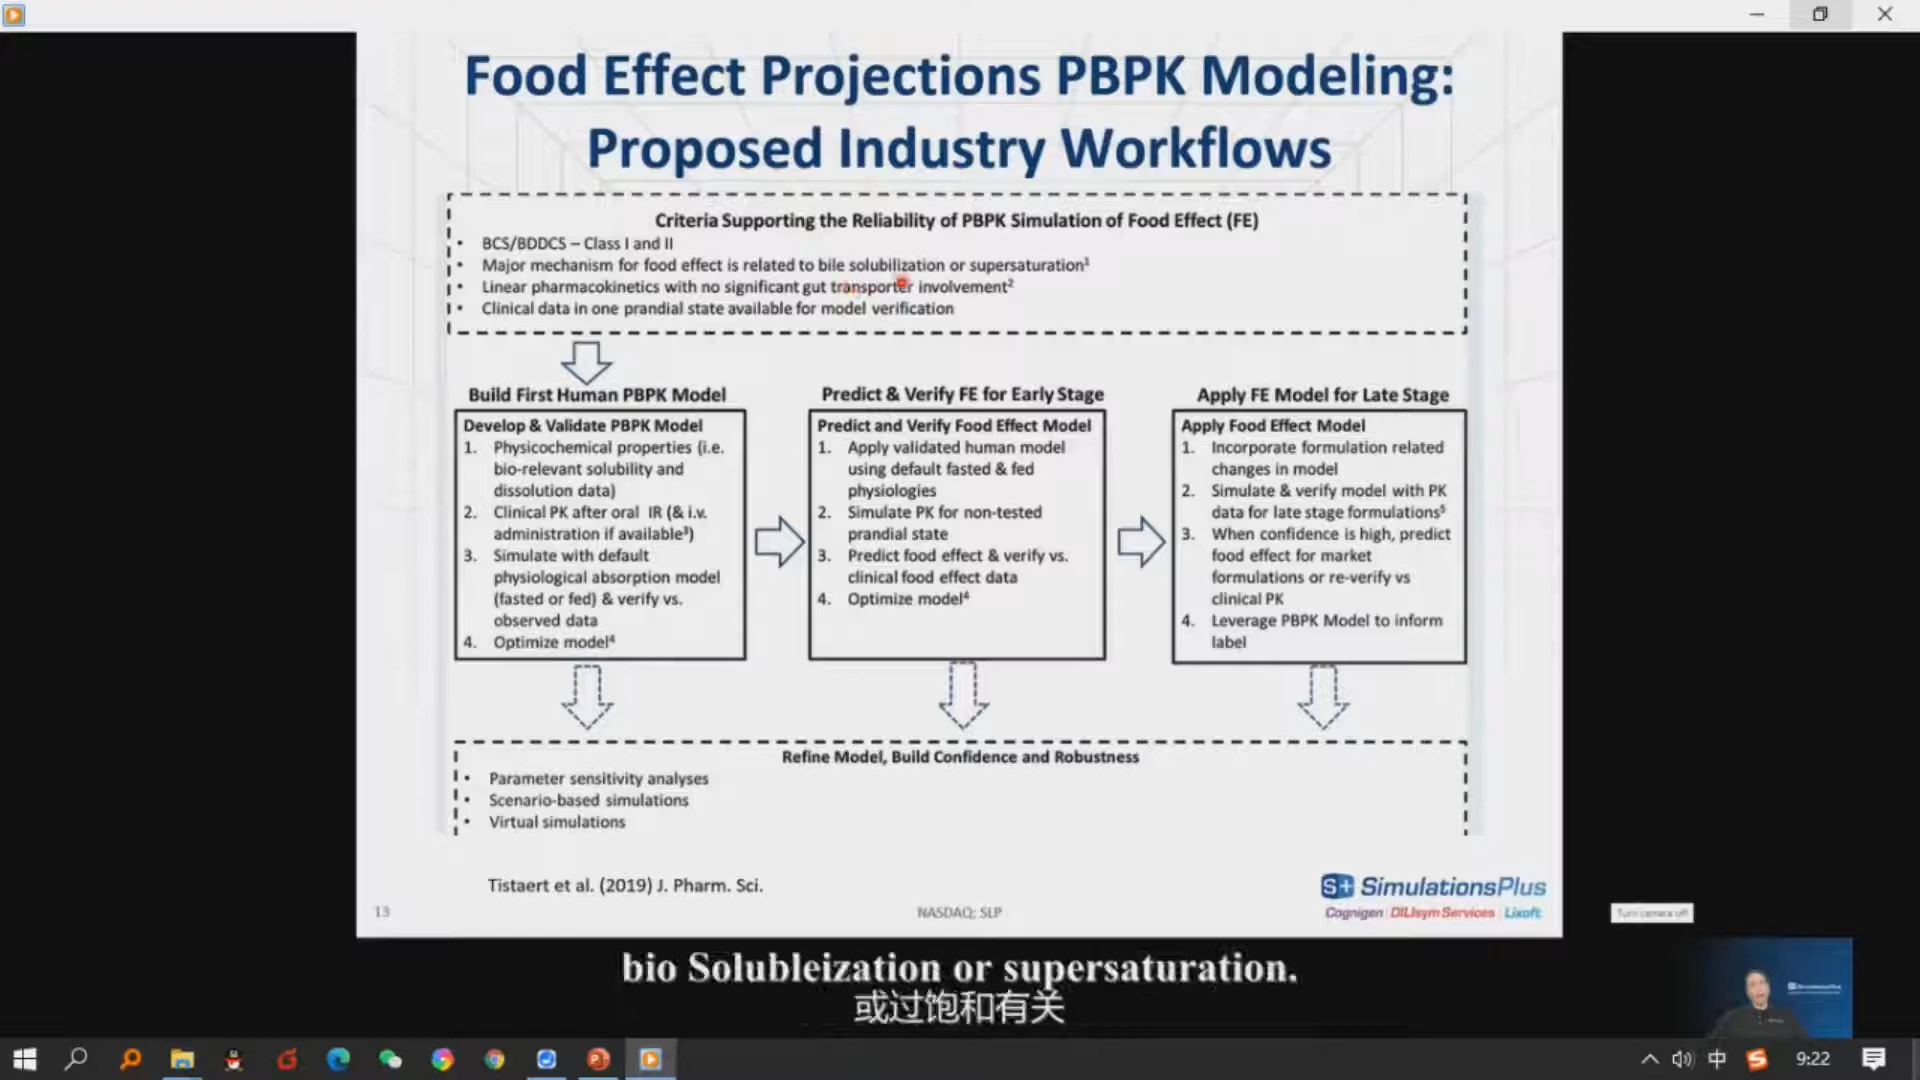 Food Effect Projections PBPK Modeling:
Proposed Industry Workflows
Criteria Supporting the Reliability of PBPK Simulation of Food Effect (FE)
• BCS/BDDCS – Class I and II
• Major mechanism for food effect is related to bile solubilization or supersaturation¹
• Linear pharmacokinetics with no significant gut transporter involvement²
• Clinical data in one prandial state available for model verification
Build First Human PBPK Model
Develop & Validate PBPK Model
1. Physicochemical properties (i.e.
bio-relevant solubility and
dissolution data)
2. Clinical PK after oral IR (& i.v.
administration if available³)
3. Simulate with default
physiological absorption model
(fasted or fed) & verify vs.
observed data
4. Optimize model⁴
Predict & Verify FE for Early Stage
Predict and Verify Food Effect Model
1. Apply validated human model
using default fasted & fed
physiologies
2. Simulate PK for non-tested
prandial state
3. Predict food effect & verify vs.
clinical food effect data
4. Optimize model⁴
Apply FE Model for Late Stage
Apply Food Effect Model
1. Incorporate formulation related
changes in model
2. Simulate & verify model with PK
data for late stage formulations⁵
3. When confidence is high, predict
food effect for market
formulations or re-verify vs
clinical PK
4. Leverage PBPK Model to inform
label
Refine Model, Build Confidence and Robustness
• Parameter sensitivity analyses
• Scenario-based simulations
• Virtual simulations
Tistaert et al. (2019) J. Pharm. Sci.
S+ SimulationsPlus
Cognigen | DILIsym Services | Lixoft
13
NASDAQ: SLP
Turn camera off
bio Solubleization or supersaturation.
或过饱和有关
SimulationsPlus
中
9:22